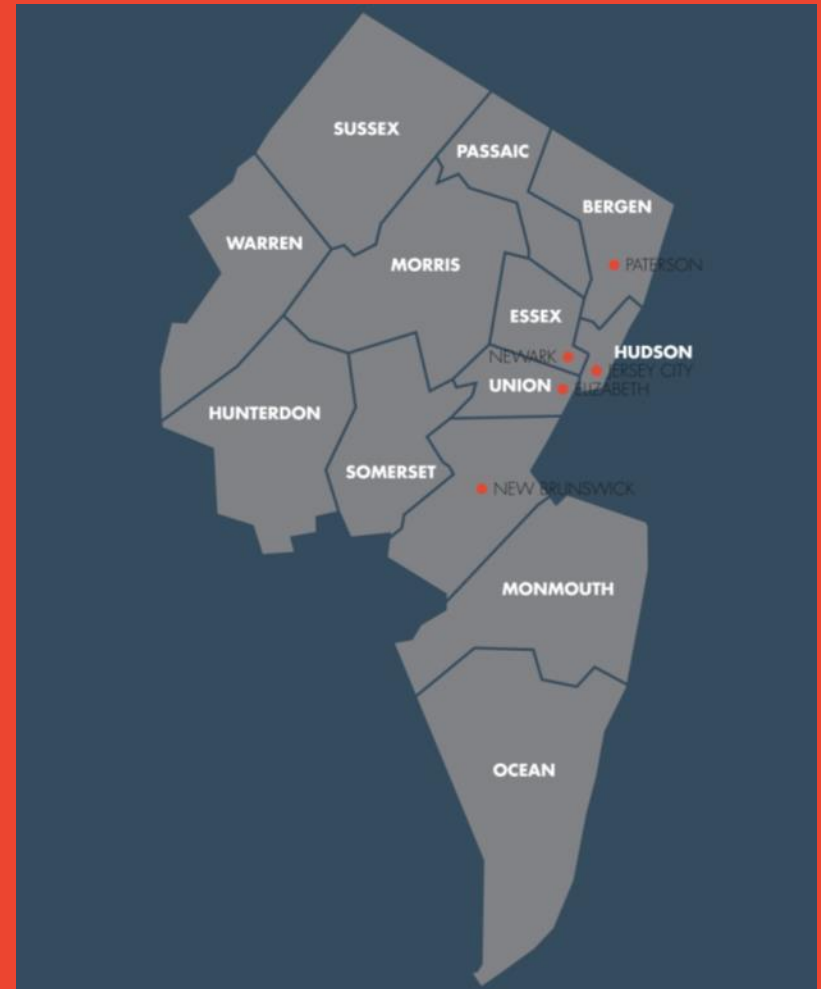 SUSSEX
PASSAIC
BERGEN
WARREN
MORRIS
PATERSON
ESSEX
HUDSON
NEWARK
JERSEY CITY
UNION
ELIZABETH
HUNTERDON
SOMERSET
NEW BRUNSWICK
MONMOUTH
OCEAN